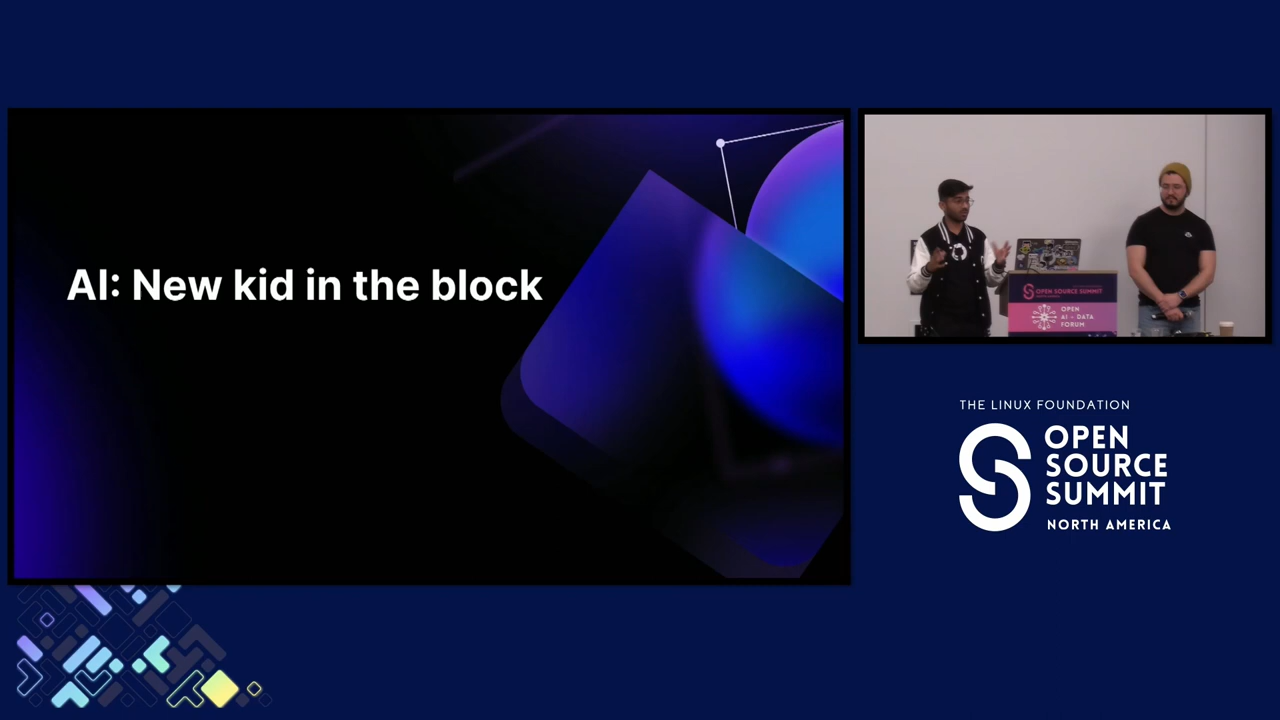 AI: New kid in the block
OPEN SOURCE SUMMIT
OPEN
AI + DATA
FORUM
THE LINUX FOUNDATION
OPEN
SOURCE
SUMMIT
NORTH AMERICA